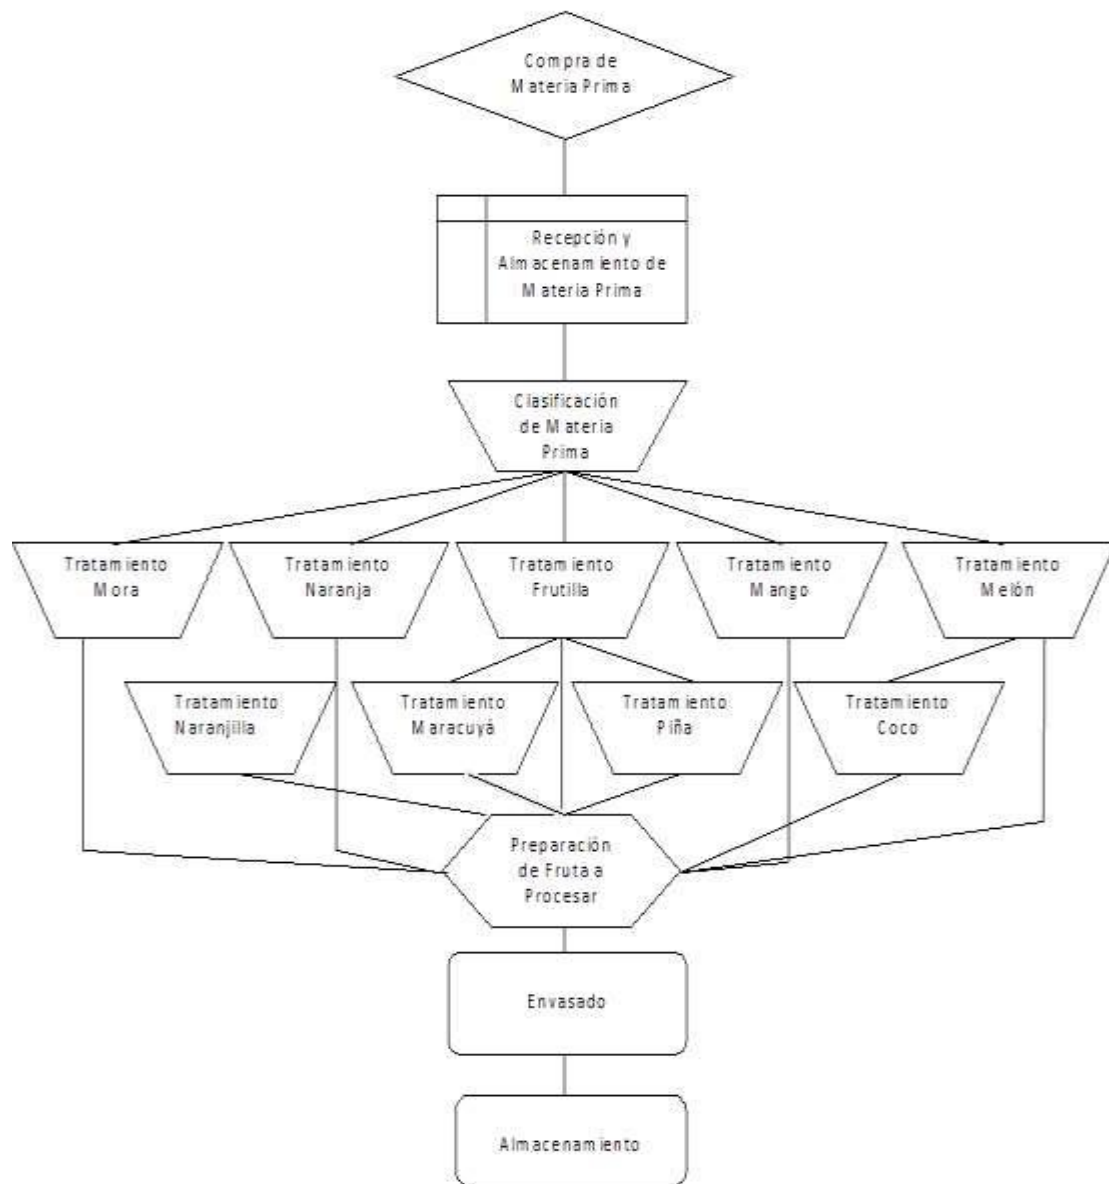 Compra de
Materia Prima
Recepción y
Almacenamiento de
Materia Prima
Clasificación
de Materia
Prima
Tratamiento
Mora
Tratamiento
Naranja
Tratamiento
Frutilla
Tratamiento
Mango
Tratamiento
Melón
Tratamiento
Naranjilla
Tratamiento
Maracuyá
Tratamiento
Piña
Tratamiento
Coco
Preparación
de Fruta a
Procesar
Envasado
Almacenamiento